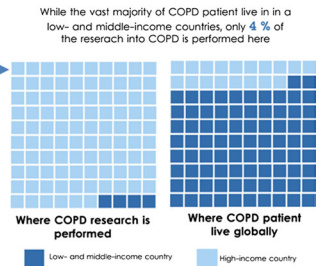 While the vast majority of COPD patient live in in a
low- and middle-income countries, only 4 % of
the reserach into COPD is performed here
Where COPD research is
performed
Where COPD patient
live globally
Low- and middle-income country
High-income country